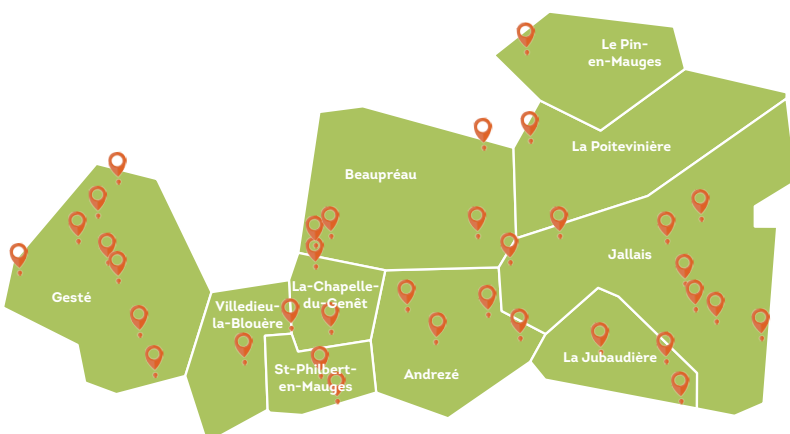 Le Pin-
en-Mauges
La Poitevinière
Beaupréau
Jallais
Gesté
La-Chapelle-
du-Genêt
Villedieu-
la-Blouère
La Jubaudière
St-Philbert-
en-Mauges
Andrezé